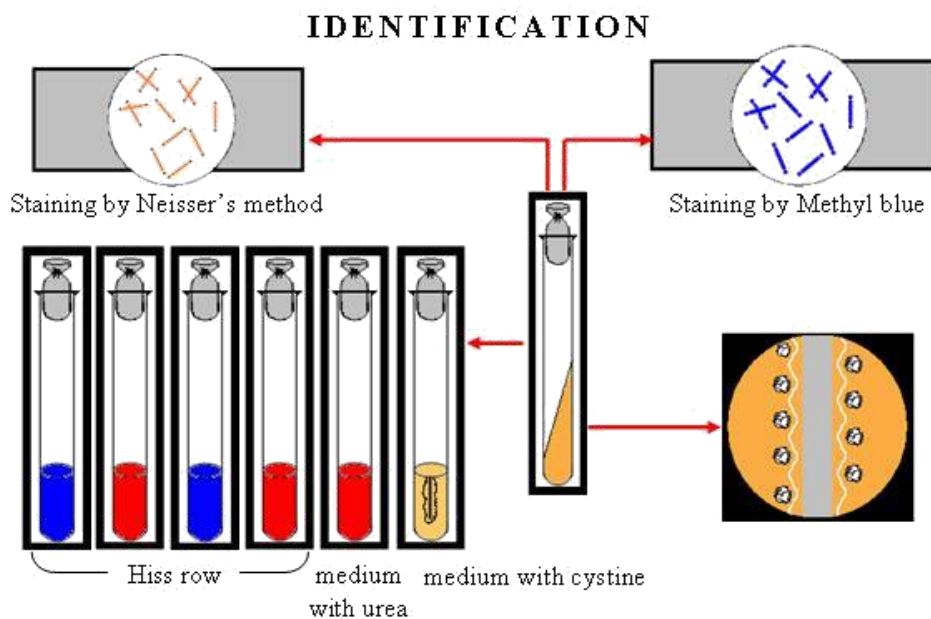 IDENTIFICATION
Staining by Neisser's method
Staining by Methyl blue
Hiss row
medium
with urea
medium with cystine